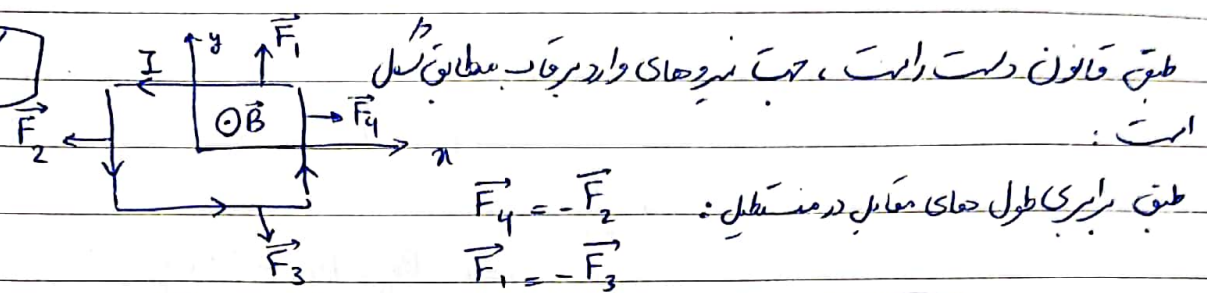 طبق قانون دست راست، جهت نیروهای وارد بر قاب مطابق شکل
است:
y
F₁
I
⊙B
F₄
F₂
x
F₃
طبق برابری طول های مقابل در مستطیل:
F₄ = -F₂
F₁ = -F₃